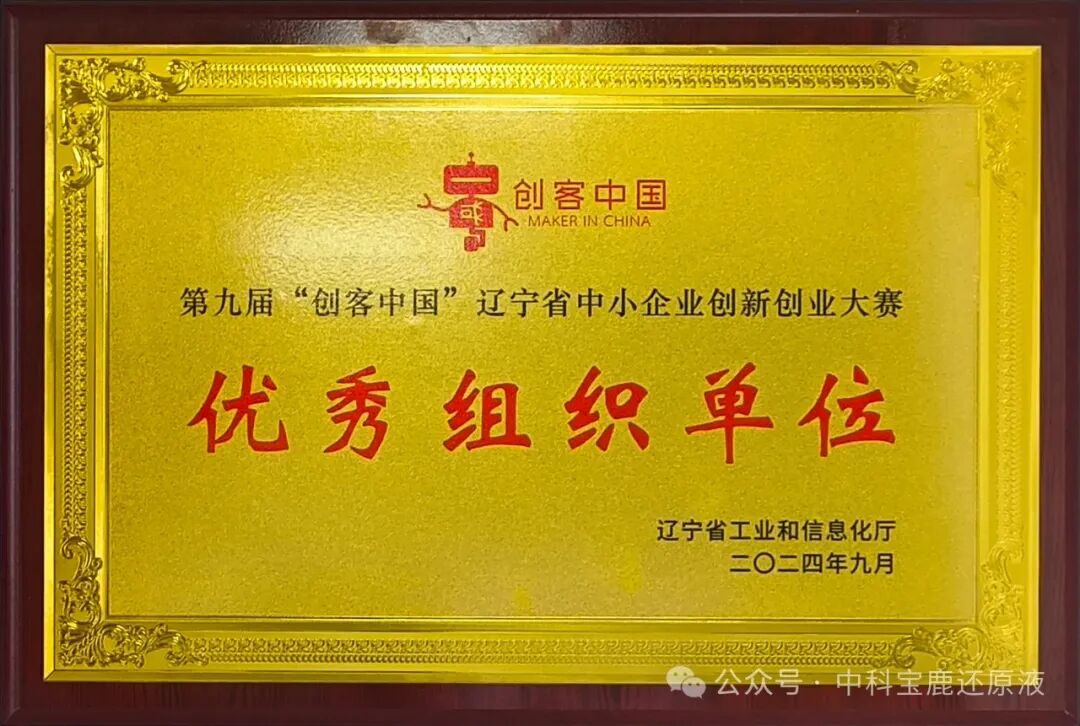 创客中国
MAKER IN CHINA
第九届“创客中国”辽宁省中小企业创新创业大赛
优秀组织单位
辽宁省工业和信息化厅
二〇二四年九月
公众号·中科宝鹿还原液